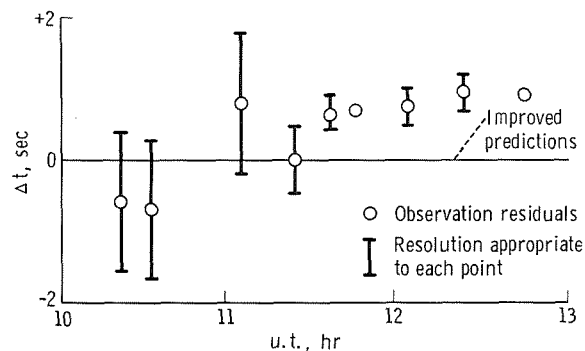 +2
Δt, sec
0
-2
Improved
predictions
Observation residuals
Resolution appropriate
to each point
10
11
12
13
u.t., hr